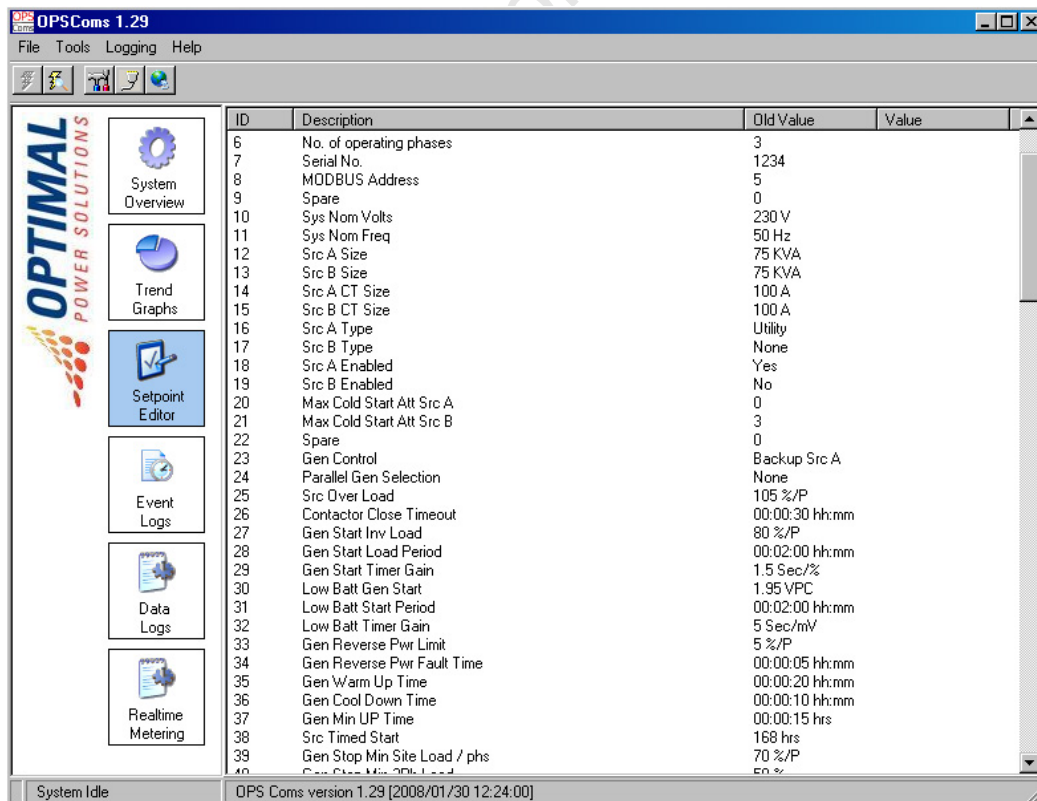 OPS Coms OPSComs 1.29
File Tools Logging Help
OPTIMAL
POWER SOLUTIONS
System
Overview
Trend
Graphs
Setpoint
Editor
Event
Logs
Data
Logs
Realtime
Metering
ID Description Old Value Value
6 No. of operating phases 3
7 Serial No. 1234
8 MODBUS Address 5
9 Spare 0
10 Sys Nom Volts 230 V
11 Sys Nom Freq 50 Hz
12 Src A Size 75 KVA
13 Src B Size 75 KVA
14 Src A CT Size 100 A
15 Src B CT Size 100 A
16 Src A Type Utility
17 Src B Type None
18 Src A Enabled Yes
19 Src B Enabled No
20 Max Cold Start Att Src A 0
21 Max Cold Start Att Src B 3
22 Spare 0
23 Gen Control Backup Src A
24 Parallel Gen Selection None
25 Src Over Load 105 %/P
26 Contactor Close Timeout 00:00:30 hh:mm
27 Gen Start Inv Load 80 %/P
28 Gen Start Load Period 00:02:00 hh:mm
29 Gen Start Timer Gain 1.5 Sec/%
30 Low Batt Gen Start 1.95 VPC
31 Low Batt Start Period 00:02:00 hh:mm
32 Low Batt Timer Gain 5 Sec/mV
33 Gen Reverse Pwr Limit 5 %/P
34 Gen Reverse Pwr Fault Time 00:00:05 hh:mm
35 Gen Warm Up Time 00:00:20 hh:mm
36 Gen Cool Down Time 00:00:10 hh:mm
37 Gen Min UP Time 00:00:15 hrs
38 Src Timed Start 168 hrs
39 Gen Stop Min Site Load / phs 70 %/P
System Idle OPS Coms version 1.29 [2008/01/30 12:24:00]